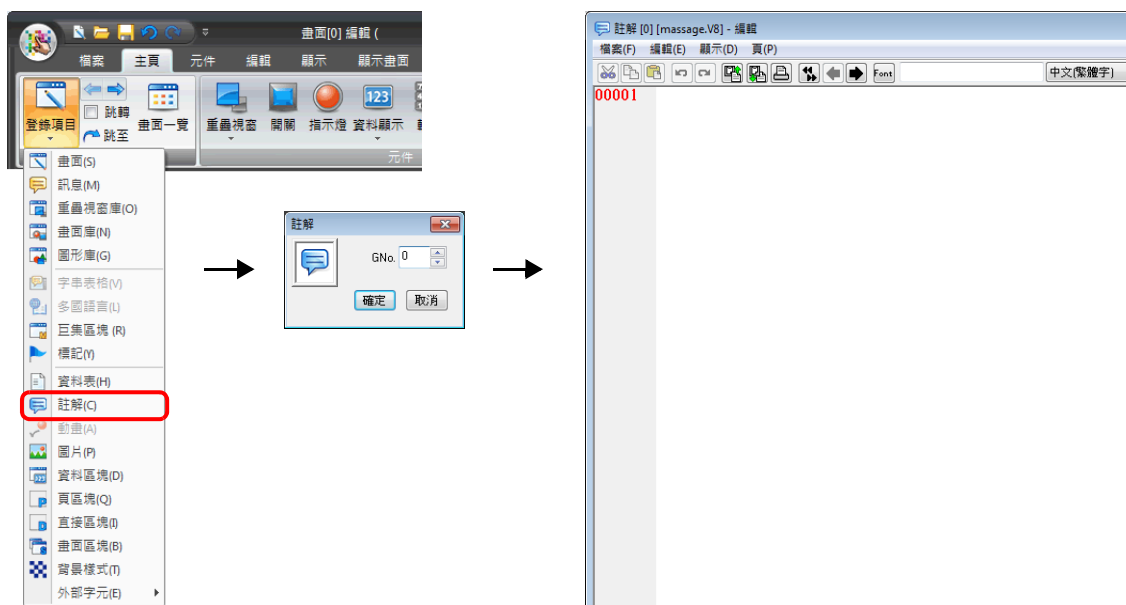 畫面[0] 編輯 (
檔案 主頁 元件 編輯 顯示 顯示畫面
登錄項目
跳轉
跳至
畫面一覽
重疊視窗
開關
指示燈
123
資料顯示
元件
畫面(S)
訊息(M)
重疊視窗庫(O)
畫面庫(N)
圖形庫(G)
字串表格(V)
多國語言(L)
巨集區塊 (R)
標記(Y)
資料表(H)
註解(C)
動畫(A)
圖片(P)
資料區塊(D)
頁區塊(Q)
直接區塊(I)
畫面區塊(B)
背景樣式(T)
外部字元(E)
註解
GNo. 0
確定 取消
註解 [0] [massage.V8] - 編輯
檔案(F) 編輯(E) 顯示(D) 頁(P)
Font 中文(繁體字)
00001